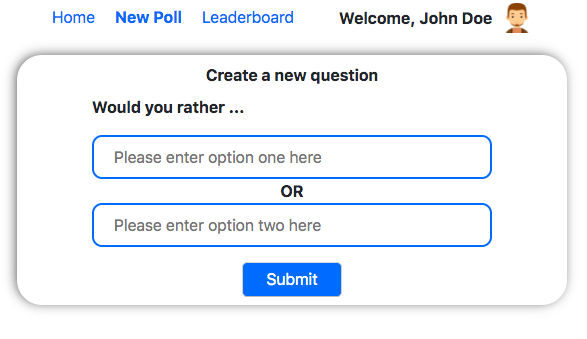 Home New Poll Leaderboard Welcome, John Doe
Create a new question
Would you rather ...
Please enter option one here
OR
Please enter option two here
Submit